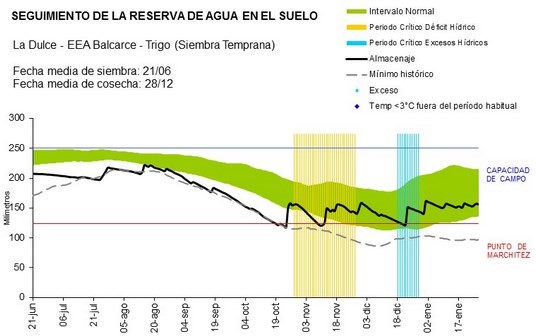 SEGUIMIENTO DE LA RESERVA DE AGUA EN EL SUELO
La Dulce - EEA Balcarce - Trigo (Siembra Temprana)
Fecha media de siembra: 21/06
Fecha media de cosecha: 28/12
Intervalo Normal
Periodo Crítico Déficit Hídrico
Periodo Crítico Excesos Hídricos
Almacenaje
Mínimo histórico
Exceso
Temp <3°C fuera del período habitual
Milímetros
300
250
200
150
100
50
0
CAPACIDAD
DE CAMPO
PUNTO DE
MARCHITEZ
21-jun
06-jul
21-jul
05-ago
20-ago
04-sep
19-sep
04-oct
19-oct
03-nov
18-nov
03-dic
18-dic
02-ene
17-ene